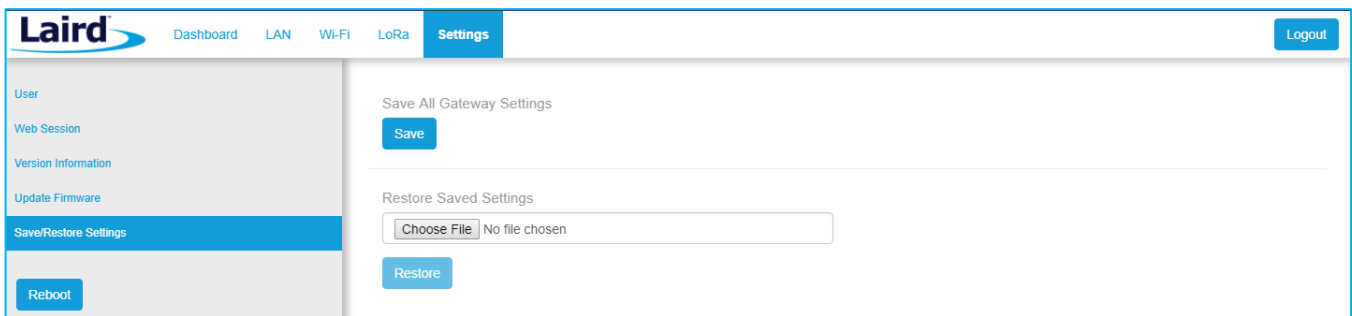 Laird™ Dashboard LAN Wi-Fi LoRa Settings Logout
User
Web Session
Version Information
Update Firmware
Save/Restore Settings
Reboot
Save All Gateway Settings
Save
Restore Saved Settings
Choose File No file chosen
Restore